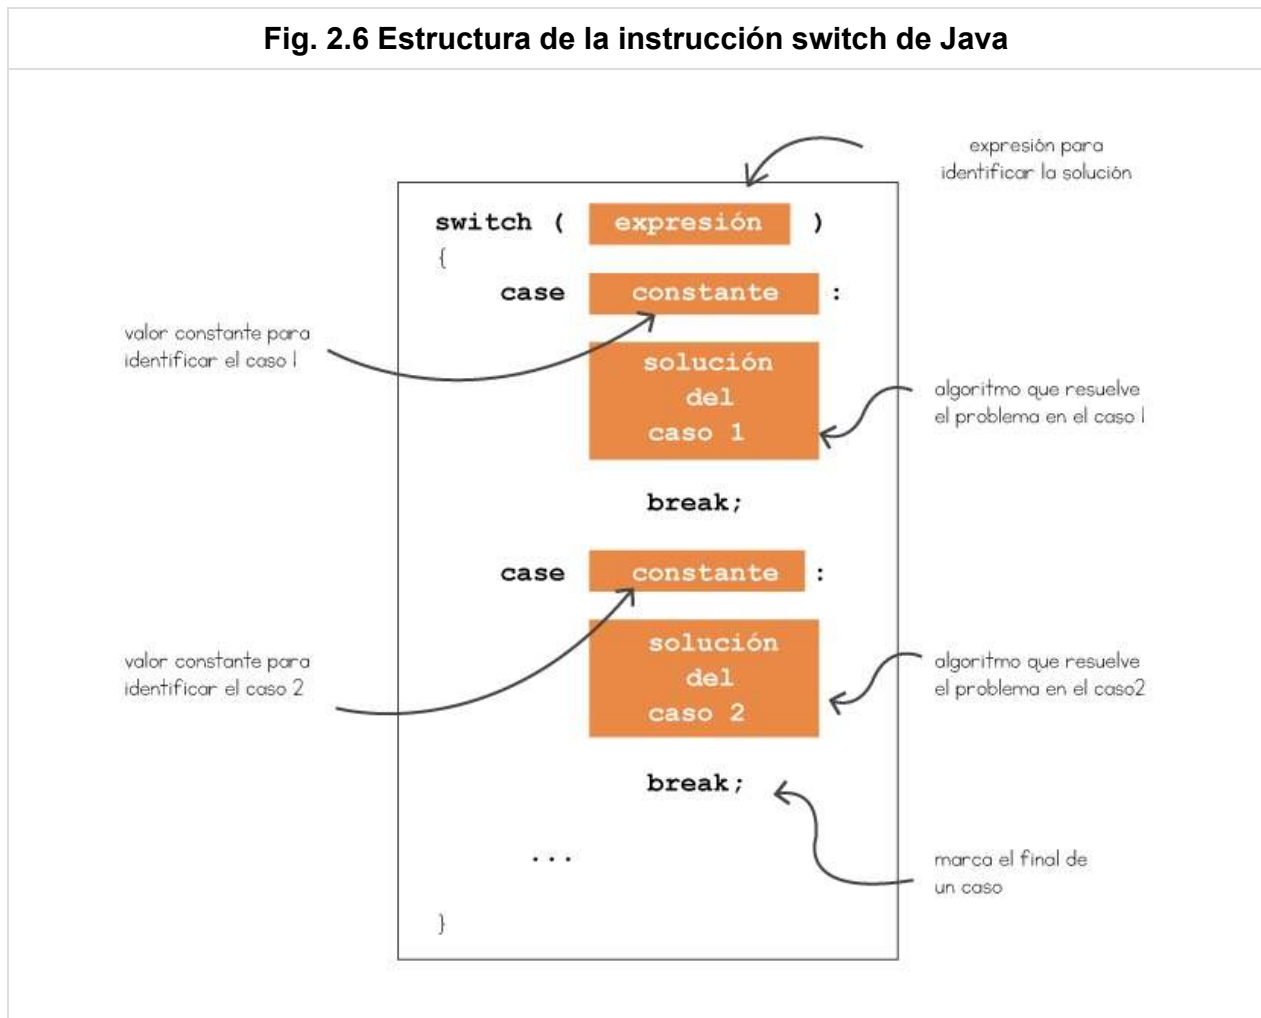 Fig. 2.6 Estructura de la instrucción switch de Java
expresión para
identificar la solución
switch ( expresión )
{
case constante :
valor constante para
identificar el caso 1
solución
del
caso 1
algoritmo que resuelve
el problema en el caso 1
break;
case constante :
valor constante para
identificar el caso 2
solución
del
caso 2
algoritmo que resuelve
el problema en el caso2
break;
...
marca el final de
un caso
}